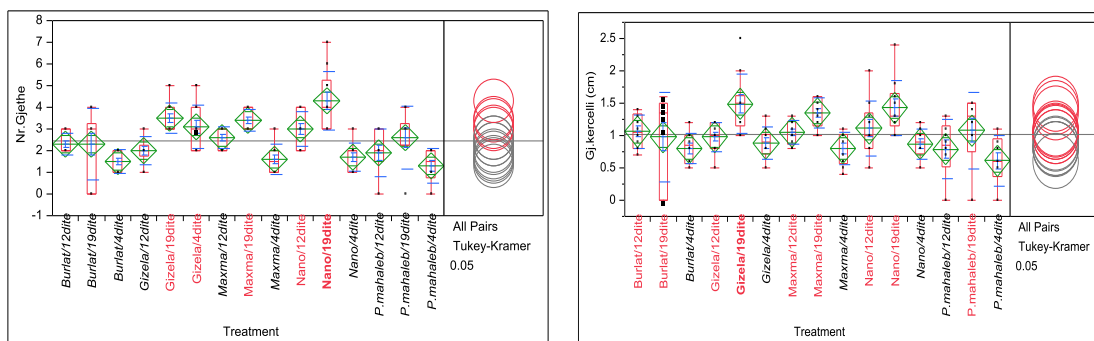 Nr.Gjethe
8
7
6
5
4
3
2
1
0
-1
Burlat/12dite
Burlat/19dite
Burlat/4dite
Gizela/12dite
Gizela/19dite
Gizela/4dite
Maxma/12dite
Maxma/19dite
Maxma/4dite
Nano/12dite
Nano/19dite
Nano/4dite
P.mahaleb/12dite
P.mahaleb/19dite
P.mahaleb/4dite
Treatment
All Pairs
Tukey-Kramer
0.05
Gj.kercelli (cm)
2.5
2
1.5
1
0.5
0
Burlat/12dite
Burlat/19dite
Burlat/4dite
Gizela/12dite
Gizela/19dite
Gizela/4dite
Maxma/12dite
Maxma/19dite
Maxma/4dite
Nano/12dite
Nano/19dite
Nano/4dite
P.mahaleb/12dite
P.mahaleb/19dite
P.mahaleb/4dite
Treatment
All Pairs
Tukey-Kramer
0.05